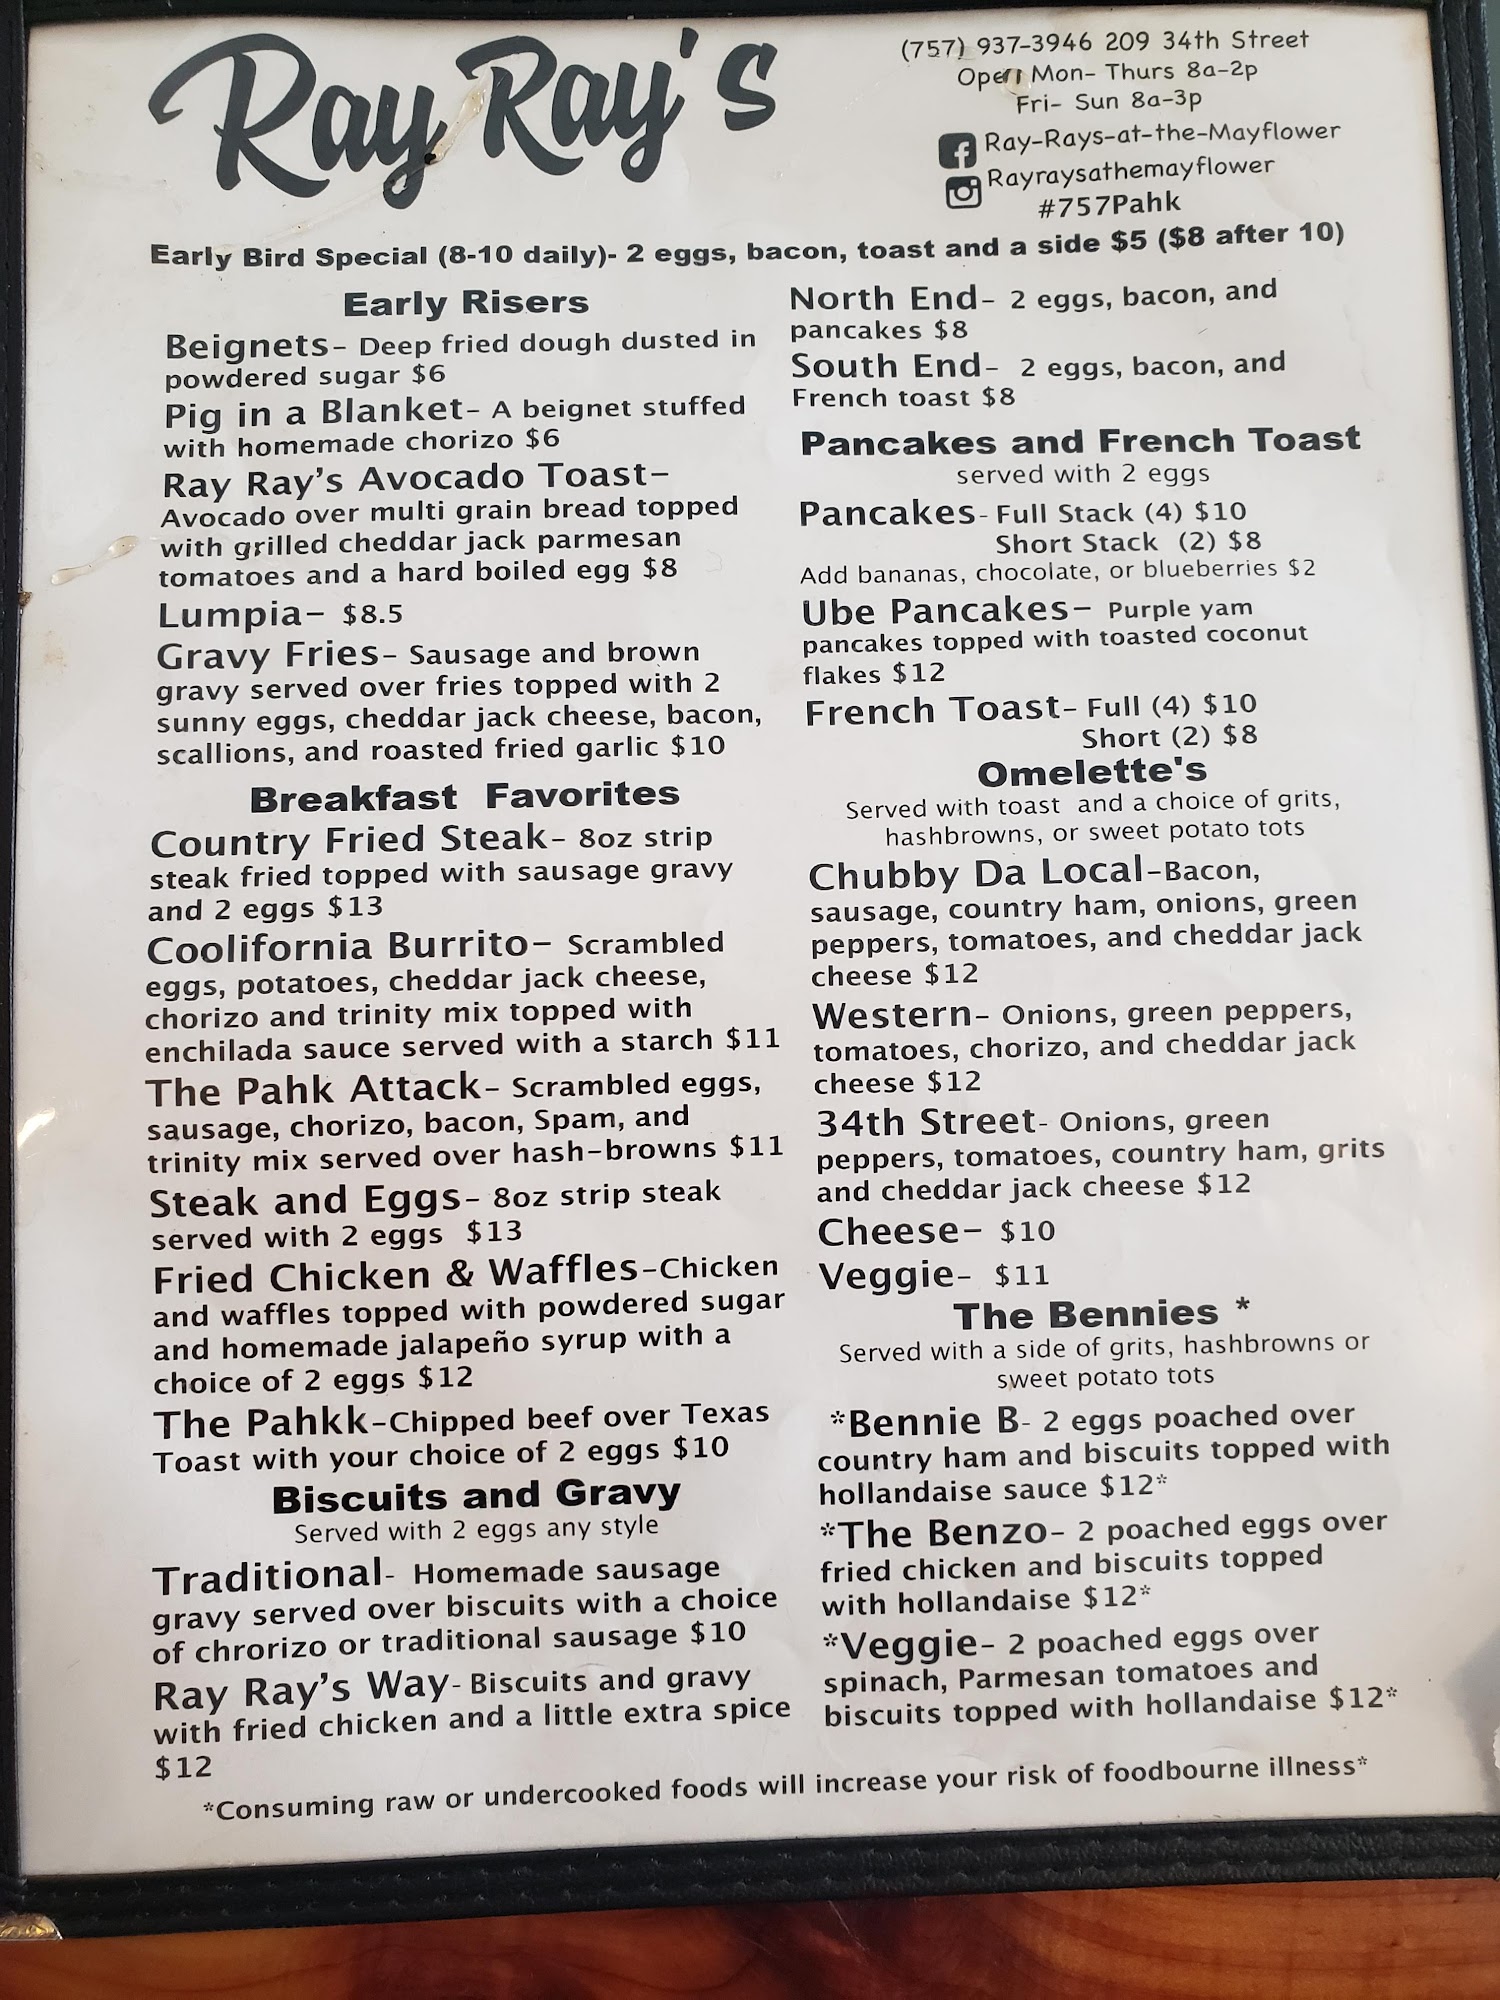 Ray Ray's
(757) 937-3946 209 34th Street
Open Mon- Thurs 8a-2p
Fri- Sun 8a-3p
Ray-Rays-at-the-Mayflower
Rayraysathemayflower
#757Pahk
Early Bird Special (8-10 daily)- 2 eggs, bacon, toast and a side $5 ($8 after 10)
Early Risers
Beignets- Deep fried dough dusted in
powdered sugar $6
Pig in a Blanket- A beignet stuffed
with homemade chorizo $6
Ray Ray's Avocado Toast-
Avocado over multi grain bread topped
with grilled cheddar jack parmesan
tomatoes and a hard boiled egg $8
Lumpia- $8.5
Gravy Fries- Sausage and brown
gravy served over fries topped with 2
sunny eggs, cheddar jack cheese, bacon,
scallions, and roasted fried garlic $10
Breakfast Favorites
Country Fried Steak- 8oz strip
steak fried topped with sausage gravy
and 2 eggs $13
Coolifornia Burrito- Scrambled
eggs, potatoes, cheddar jack cheese,
chorizo and trinity mix topped with
enchilada sauce served with a starch $11
The Pahk Attack- Scrambled eggs,
sausage, chorizo, bacon, Spam, and
trinity mix served over hash-browns $11
Steak and Eggs- 8oz strip steak
served with 2 eggs $13
Fried Chicken & Waffles-Chicken
and waffles topped with powdered sugar
and homemade jalapeño syrup with a
choice of 2 eggs $12
The Pahkk-Chipped beef over Texas
Toast with your choice of 2 eggs $10
Biscuits and Gravy
Served with 2 eggs any style
Traditional- Homemade sausage
gravy served over biscuits with a choice
of chrorizo or traditional sausage $10
Ray Ray's Way- Biscuits and gravy
with fried chicken and a little extra spice
$12
North End- 2 eggs, bacon, and
pancakes $8
South End- 2 eggs, bacon, and
French toast $8
Pancakes and French Toast
served with 2 eggs
Pancakes- Full Stack (4) $10
Short Stack (2) $8
Add bananas, chocolate, or blueberries $2
Ube Pancakes- Purple yam
pancakes topped with toasted coconut
flakes $12
French Toast- Full (4) $10
Short (2) $8
Omelette's
Served with toast and a choice of grits,
hashbrowns, or sweet potato tots
Chubby Da Local-Bacon,
sausage, country ham, onions, green
peppers, tomatoes, and cheddar jack
cheese $12
Western- Onions, green peppers,
tomatoes, chorizo, and cheddar jack
cheese $12
34th Street- Onions, green
peppers, tomatoes, country ham, grits
and cheddar jack cheese $12
Cheese- $10
Veggie- $11
The Bennies *
Served with a side of grits, hashbrowns or
sweet potato tots
*Bennie B- 2 eggs poached over
country ham and biscuits topped with
hollandaise sauce $12*
*The Benzo- 2 poached eggs over
fried chicken and biscuits topped
with hollandaise $12*
*Veggie- 2 poached eggs over
spinach, Parmesan tomatoes and
biscuits topped with hollandaise $12*
*Consuming raw or undercooked foods will increase your risk of foodbourne illness*